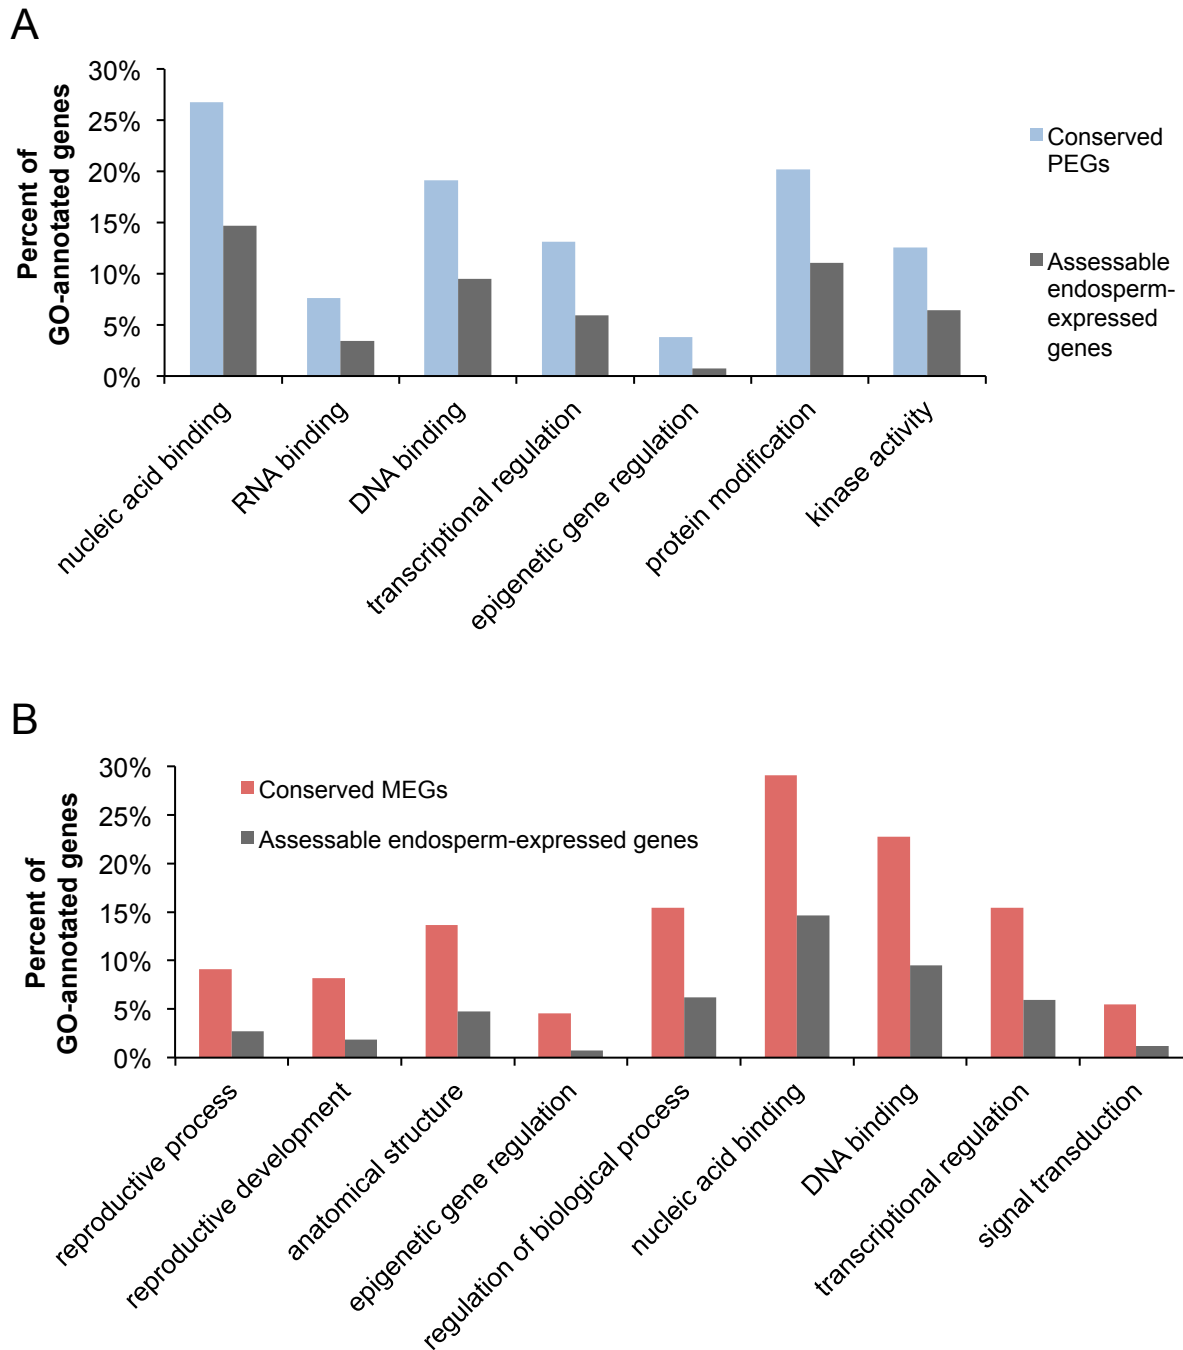 A
Percent of
GO-annotated genes
30%
25%
20%
15%
10%
5%
0%
nucleic acid binding
RNA binding
DNA binding
transcriptional regulation
epigenetic gene regulation
protein modification
kinase activity
Conserved
PEGs
Assessable
endosperm-
expressed
genes
B
Percent of
GO-annotated genes
30%
25%
20%
15%
10%
5%
0%
Conserved MEGs
Assessable endosperm-expressed genes
reproductive process
reproductive development
anatomical structure
epigenetic gene regulation
regulation of biological process
nucleic acid binding
DNA binding
transcriptional regulation
signal transduction